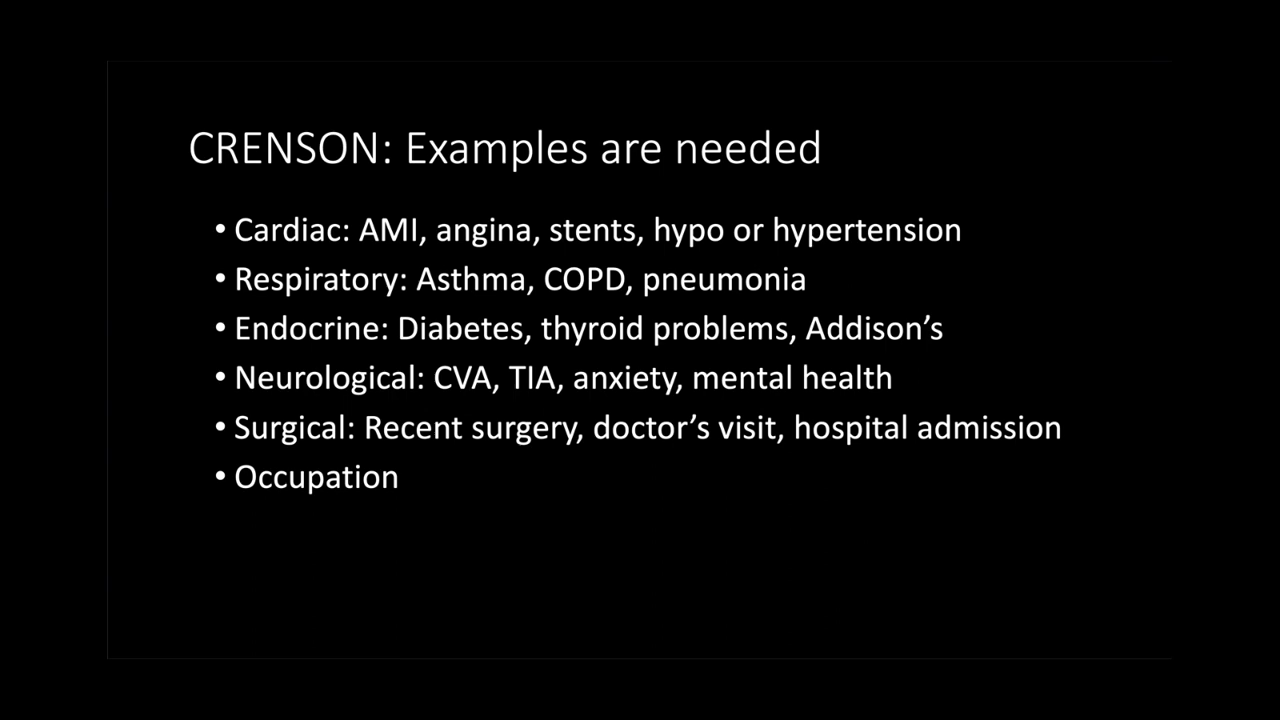 CRENSON: Examples are needed
• Cardiac: AMI, angina, stents, hypo or hypertension
• Respiratory: Asthma, COPD, pneumonia
• Endocrine: Diabetes, thyroid problems, Addison’s
• Neurological: CVA, TIA, anxiety, mental health
• Surgical: Recent surgery, doctor’s visit, hospital admission
• Occupation